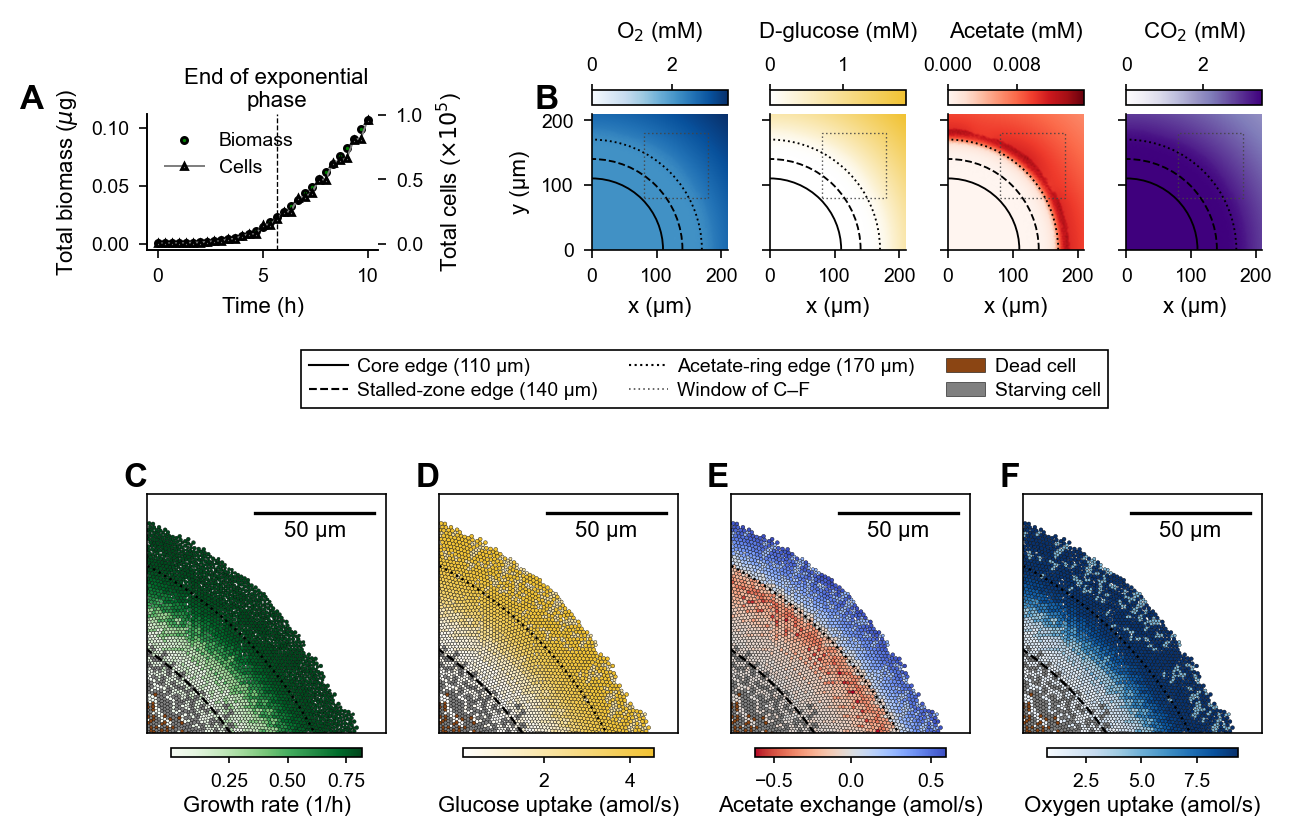 A
End of exponential
phase
Total biomass (μg)
0.10
0.05
0.00
Biomass
Cells
1.0
0.5
0.0
Total cells (×10⁵)
0 5 10
Time (h)
B
O₂ (mM)
0 2
200
100
0
y (μm)
0 100 200
x (μm)
D-glucose (mM)
0 1
0 100 200
x (μm)
Acetate (mM)
0.000 0.008
0 100 200
x (μm)
CO₂ (mM)
0 2
0 100 200
x (μm)
Core edge (110 μm)
Stalled-zone edge (140 μm)
Acetate-ring edge (170 μm)
Window of C–F
Dead cell
Starving cell
C
50 μm
0.25 0.50 0.75
Growth rate (1/h)
D
50 μm
2 4
Glucose uptake (amol/s)
E
50 μm
−0.5 0.0 0.5
Acetate exchange (amol/s)
F
50 μm
2.5 5.0 7.5
Oxygen uptake (amol/s)